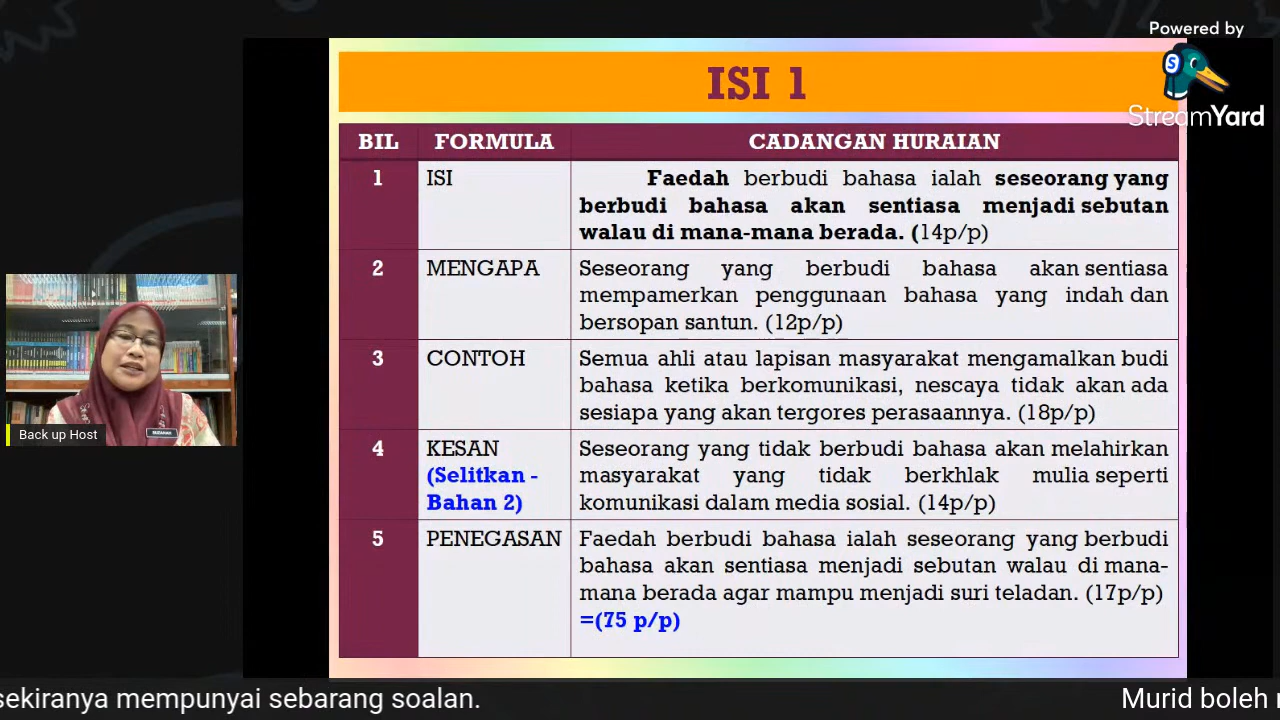 Powered by
StreamYard
ISI 1
BIL FORMULA CADANGAN HURAIAN
1 ISI Faedah berbudi bahasa ialah seseorang yang
berbudi bahasa akan sentiasa menjadi sebutan
walau di mana-mana berada. (14p/p)
2 MENGAPA Seseorang yang berbudi bahasa akan sentiasa
mempamerkan penggunaan bahasa yang indah dan
bersopan santun. (12p/p)
3 CONTOH Semua ahli atau lapisan masyarakat mengamalkan budi
bahasa ketika berkomunikasi, nescaya tidak akan ada
sesiapa yang akan tergores perasaannya. (18p/p)
4 KESAN Seseorang yang tidak berbudi bahasa akan melahirkan
(Selitkan - masyarakat yang tidak berkhlak mulia seperti
Bahan 2) komunikasi dalam media sosial. (14p/p)
5 PENEGASAN Faedah berbudi bahasa ialah seseorang yang berbudi
bahasa akan sentiasa menjadi sebutan walau di mana-
mana berada agar mampu menjadi suri teladan. (17p/p)
=(75 p/p)
Back up Host
sekiranya mempunyai sebarang soalan. Murid boleh